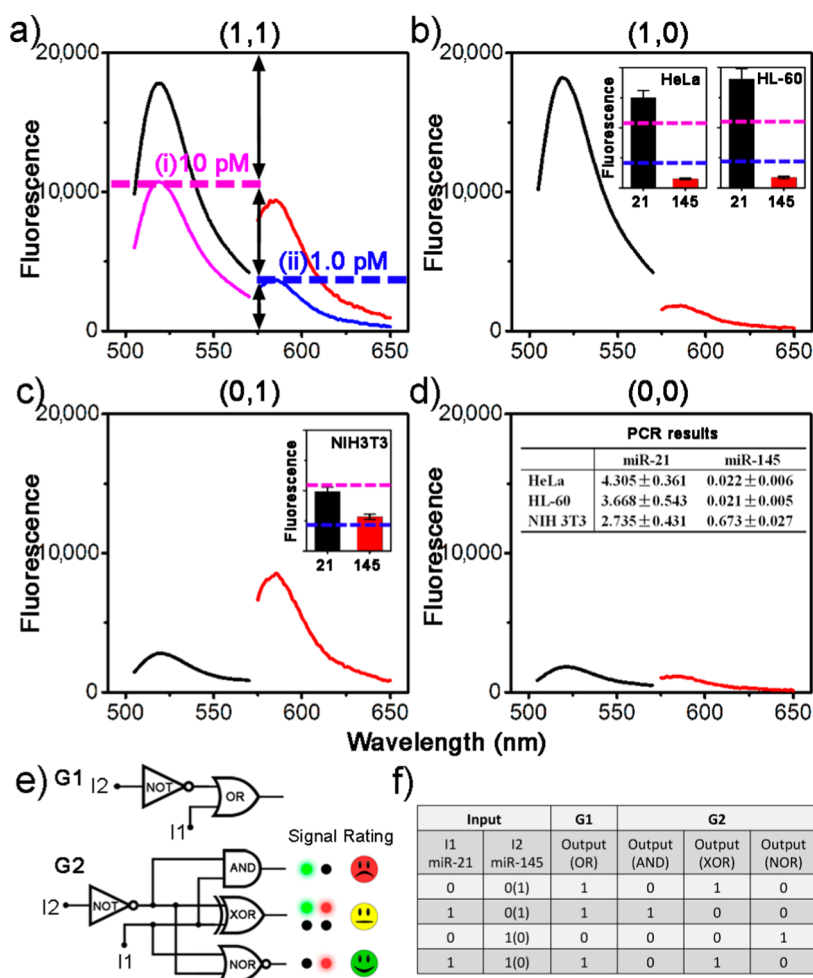 a)
(1,1)
20,000
10,000
0
Fluorescence
(i)10 pM
(ii)1.0 pM
500 550 600 650
b)
(1,0)
20,000
10,000
0
Fluorescence
Fluorescence
HeLa
21 145
HL-60
21 145
500 550 600 650
c)
(0,1)
20,000
10,000
0
Fluorescence
Fluorescence
NIH3T3
21 145
500 550 600 650
d)
(0,0)
20,000
10,000
0
Fluorescence
PCR results
miR-21 miR-145
HeLa 4.305±0.361 0.022±0.006
HL-60 3.668±0.543 0.021±0.005
NIH 3T3 2.735±0.431 0.673±0.027
500 550 600 650
Wavelength (nm)
e)
G1
I2
NOT
OR
I1
Signal Rating
G2
I2
NOT
AND
XOR
I1
NOR
f)
Input G1 G2
I1 miR-21 I2 miR-145 Output (OR) Output (AND) Output (XOR) Output (NOR)
0 0(1) 1 0 1 0
1 0(1) 1 1 0 0
0 1(0) 0 0 0 1
1 1(0) 1 0 1 0